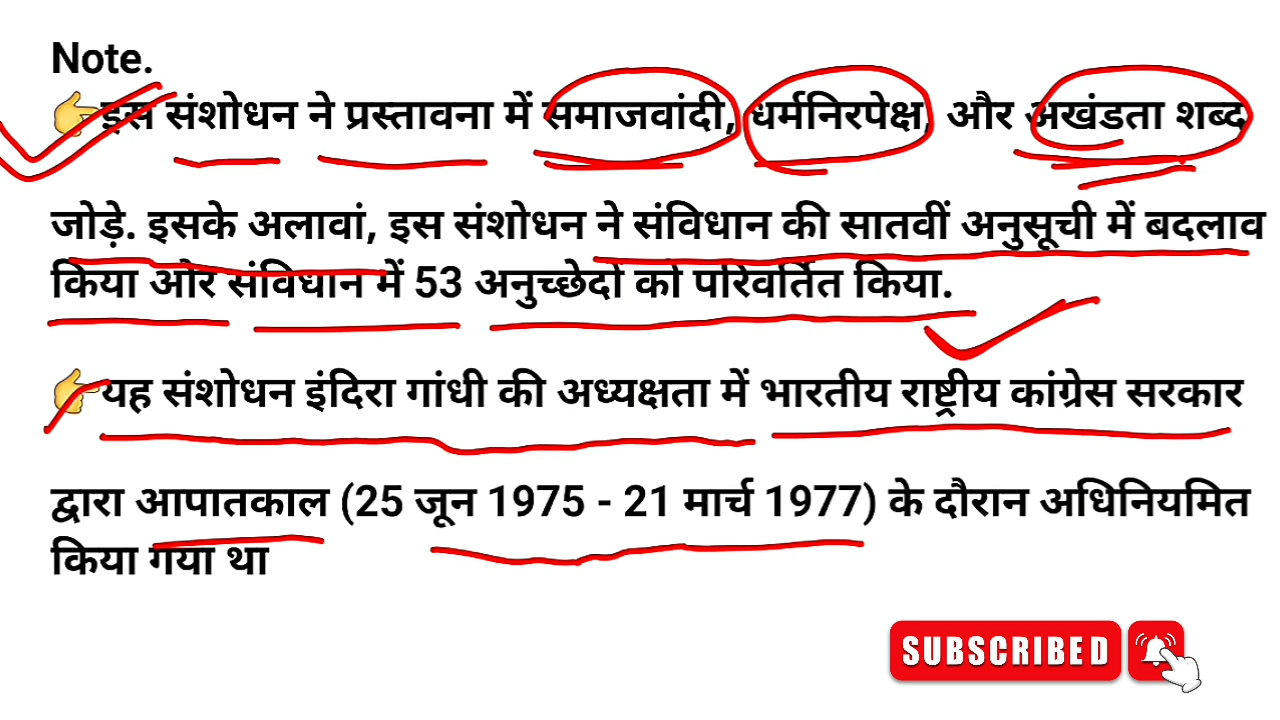 Note.
👉इस संशोधन ने प्रस्तावना में समाजवांदी, धर्मनिरपेक्ष, और अखंडता शब्द
जोड़े. इसके अलावां, इस संशोधन ने संविधान की सातवीं अनुसूची में बदलाव
किया और संविधान में 53 अनुच्छेदों को परिवर्तित किया.
👉यह संशोधन इंदिरा गांधी की अध्यक्षता में भारतीय राष्ट्रीय कांग्रेस सरकार
द्वारा आपातकाल (25 जून 1975 - 21 मार्च 1977) के दौरान अधिनियमित
किया गया था
SUBSCRIBED